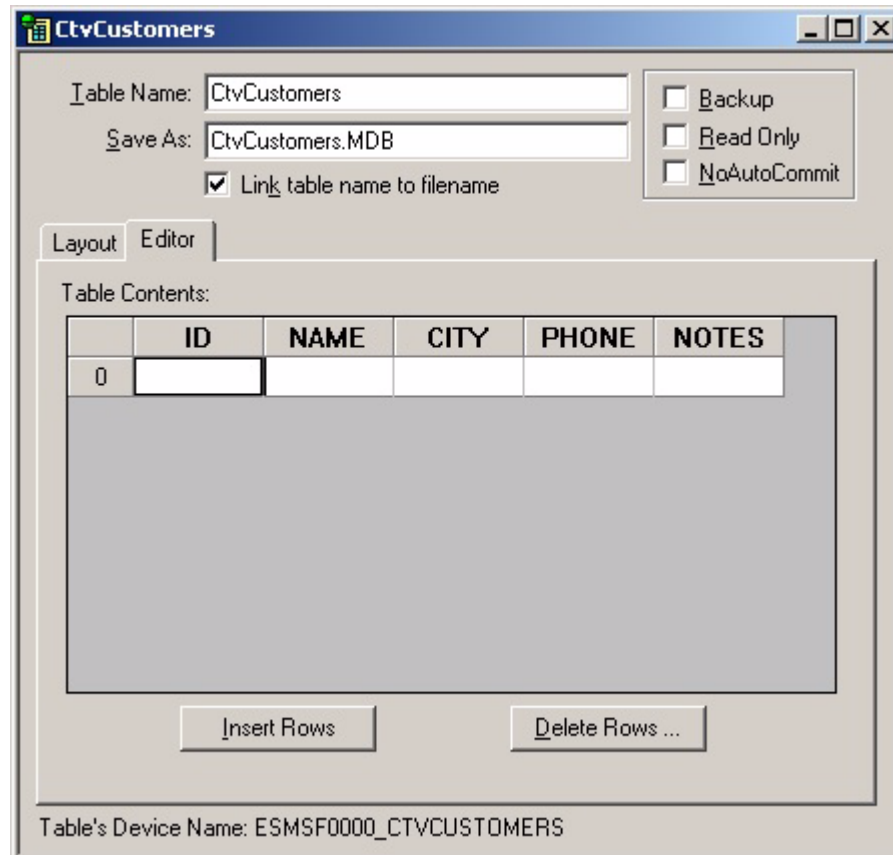 CtvCustomers
Table Name: CtvCustomers
Save As: CtvCustomers.MDB
Link table name to filename
Backup
Read Only
NoAutoCommit
Layout Editor
Table Contents:
ID NAME CITY PHONE NOTES
0
Insert Rows Delete Rows ...
Table's Device Name: ESMSF0000_CTVCUSTOMERS